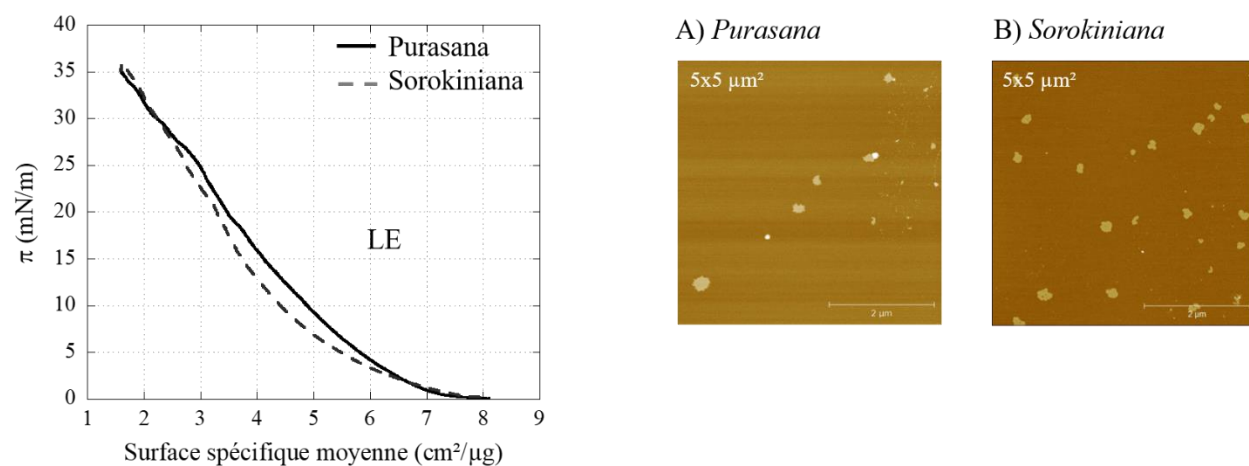 40
35
30
25
20
15
10
5
0
π (mN/m)
Purasana
Sorokiniana
LE
1 2 3 4 5 6 7 8 9
Surface spécifique moyenne (cm²/µg)
A) Purasana
5x5 µm²
2 µm
B) Sorokiniana
5x5 µm²
2 µm